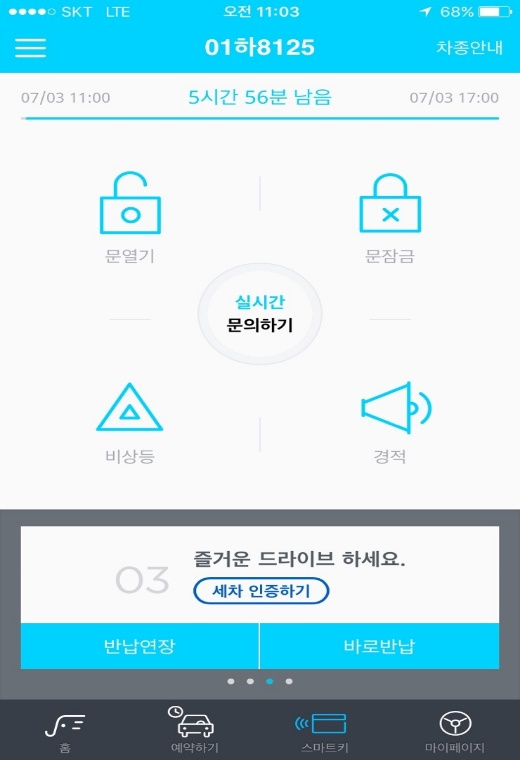 SKT LTE 오전 11:03 68%
01하8125 차종안내
07/03 11:00 5시간 56분 남음 07/03 17:00
문열기 문잠금
실시간
문의하기
비상등 경적
03 즐거운 드라이브 하세요.
세차 인증하기
반납연장 바로반납
홈 예약하기 스마트키 마이페이지